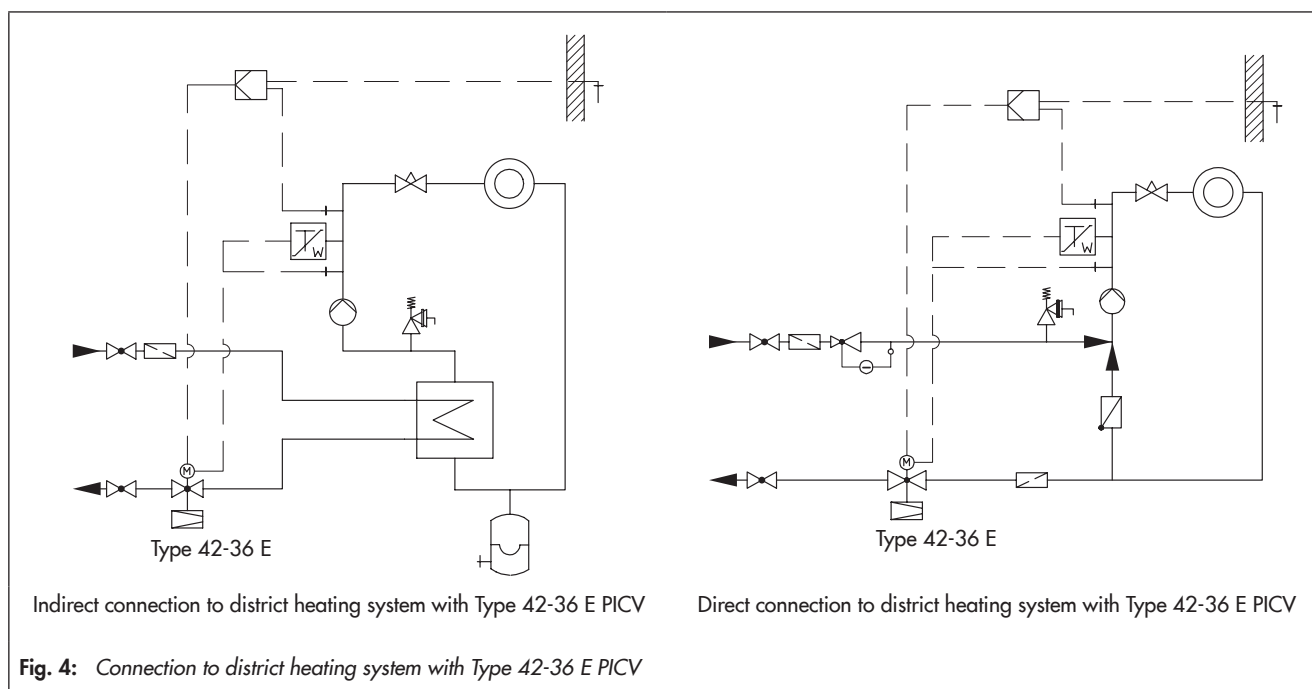 T
W
M
Type 42-36 E
Indirect connection to district heating system with Type 42-36 E PICV
T
W
M
Type 42-36 E
Direct connection to district heating system with Type 42-36 E PICV
Fig. 4: Connection to district heating system with Type 42-36 E PICV